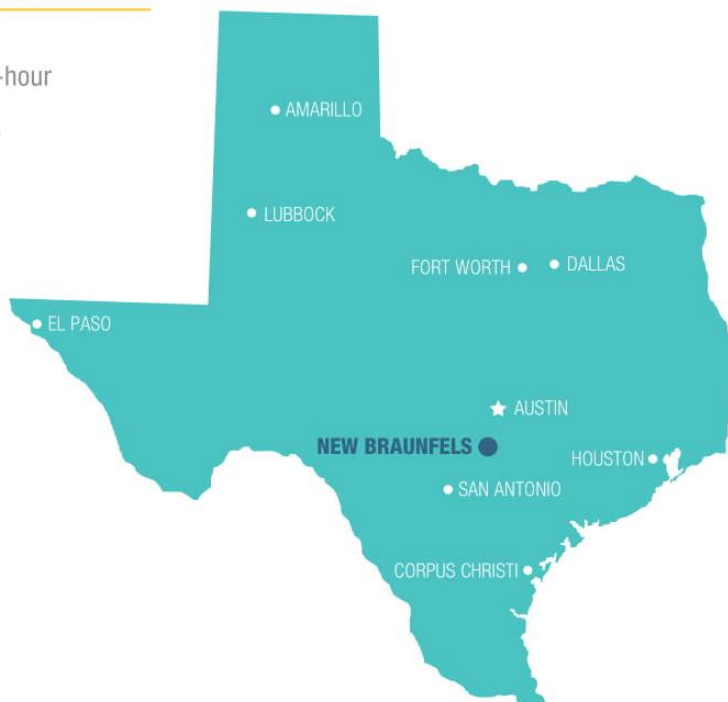 -hour
AMARILLO
LUBBOCK
FORT WORTH
DALLAS
EL PASO
AUSTIN
NEW BRAUNFELS
HOUSTON
SAN ANTONIO
CORPUS CHRISTI